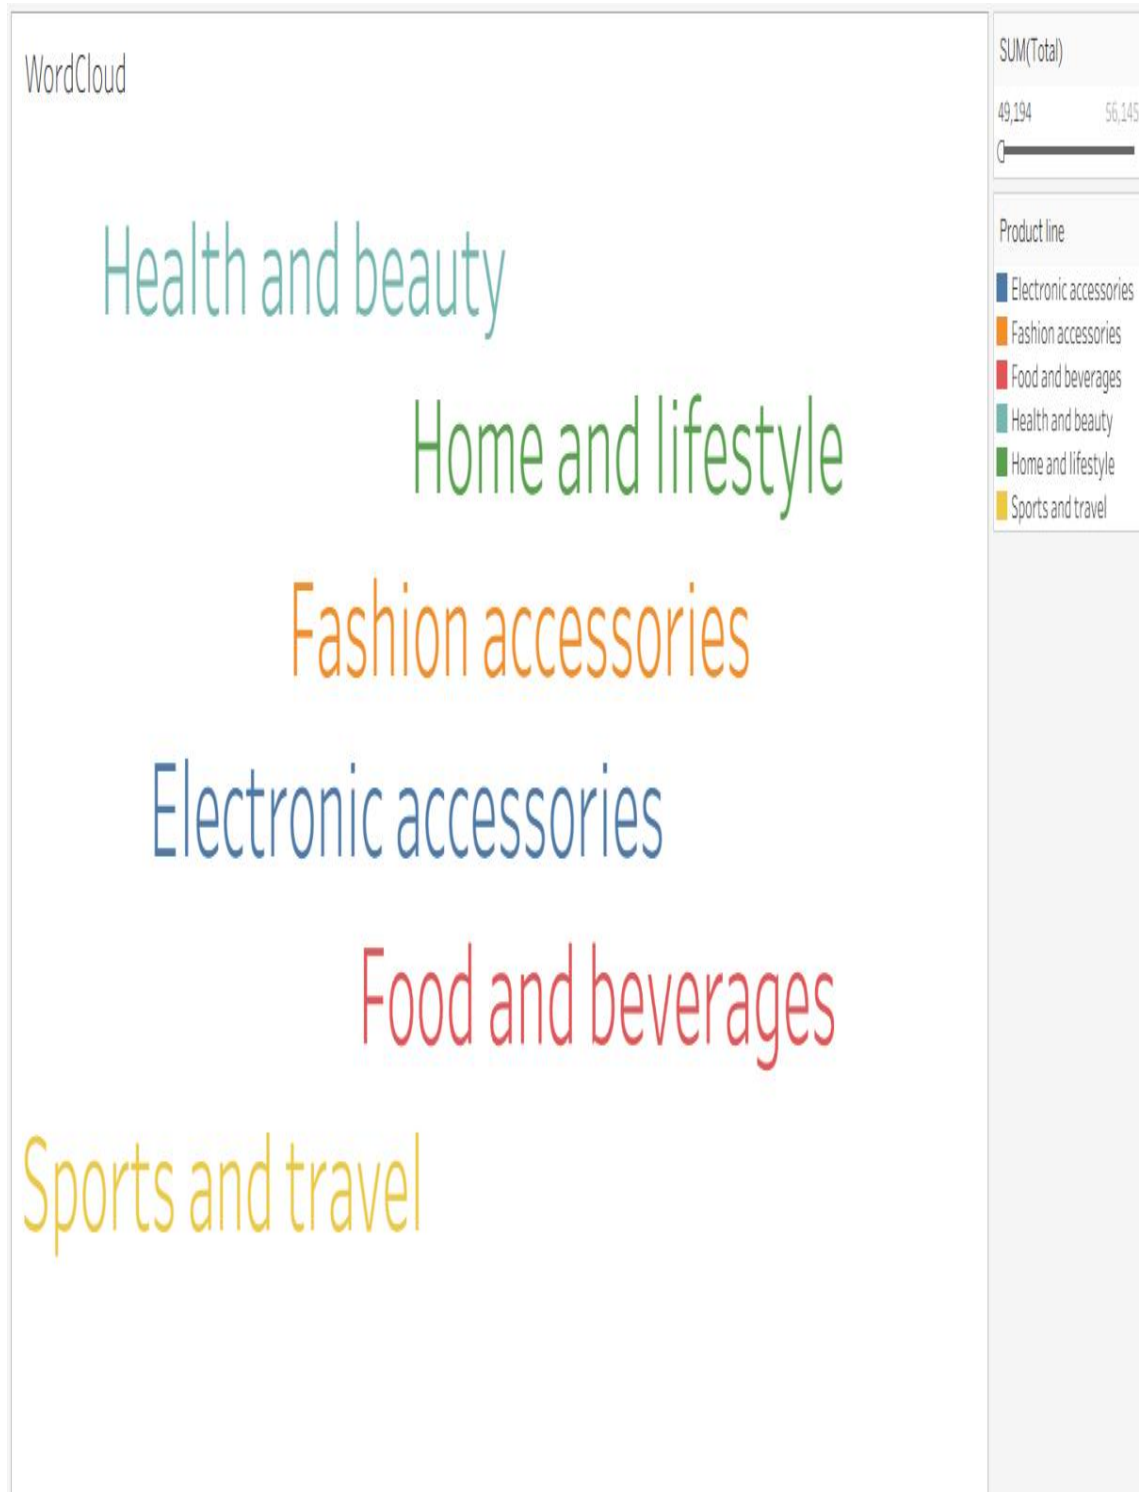 WordCloud
Health and beauty
Home and lifestyle
Fashion accessories
Electronic accessories
Food and beverages
Sports and travel
SUM(Total)
49,194 56,145
Product line
Electronic accessories
Fashion accessories
Food and beverages
Health and beauty
Home and lifestyle
Sports and travel